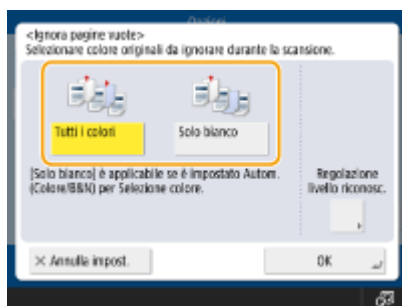 Opzioni
<Ignora pagine vuote>
Selezionare colore originali da ignorare durante la scansione.
Tutti i colori
Solo bianco
[Solo bianco] è applicabile se è impostato Autom.
(Colore/B&N) per Selezione colore.
Regolazione
livello riconosc.
× Annulla impost.
OK